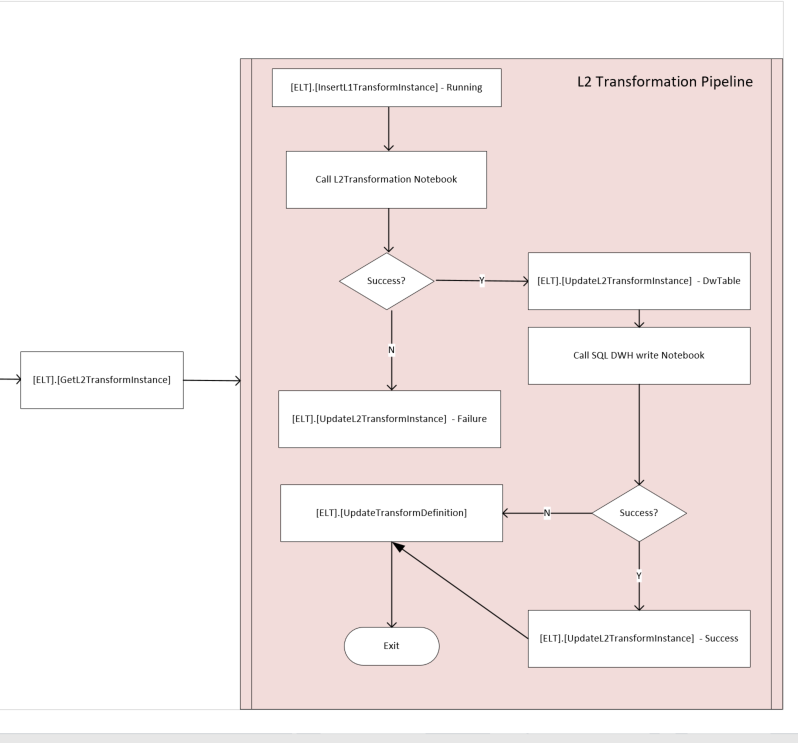 L2 Transformation Pipeline
[ELT].[InsertL1TransformInstance] - Running
Call L2Transformation Notebook
Success?
Y
[ELT].[UpdateL2TransformInstance] - DwTable
N
Call SQL DWH write Notebook
[ELT].[GetL2TransformInstance]
[ELT].[UpdateL2TransformInstance] - Failure
[ELT].[UpdateTransformDefinition]
N
Success?
Y
Exit
[ELT].[UpdateL2TransformInstance] - Success